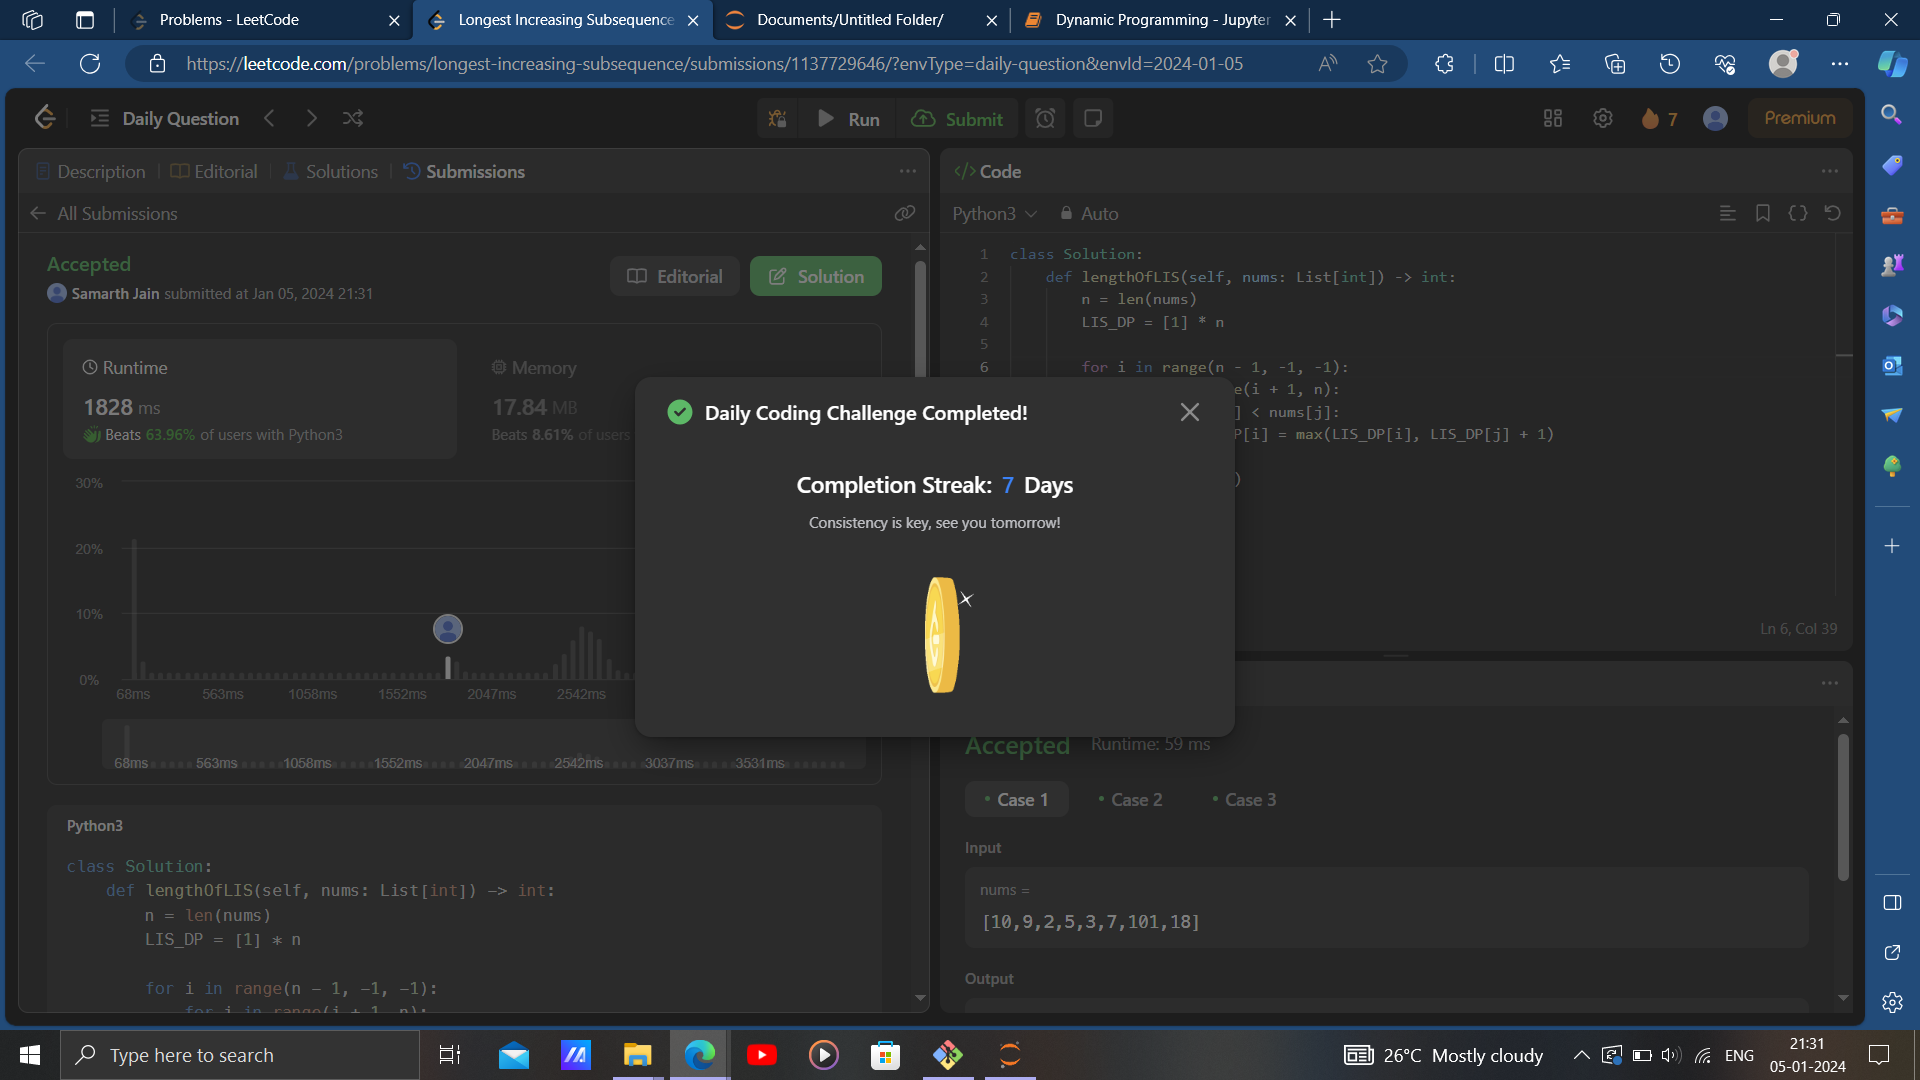 Problems - LeetCode
Longest Increasing Subsequence
Documents/Untitled Folder/
Dynamic Programming - Jupyter
https://leetcode.com/problems/longest-increasing-subsequence/submissions/1137729646/?envType=daily-question&envId=2024-01-05
Daily Question
Run
Submit
7
Premium
Description
Editorial
Solutions
Submissions
All Submissions
Accepted
Samarth Jain submitted at Jan 05, 2024 21:31
Editorial
Solution
Runtime
1828 ms
Beats 63.96% of users with Python3
Memory
17.84 MB
Beats 8.61% of users
30%
20%
10%
0%
68ms 563ms 1058ms 1552ms 2047ms 2542ms
68ms 563ms 1058ms 1552ms 2047ms 2542ms 3037ms 3531ms
Python3
class Solution:
def lengthOfLIS(self, nums: List[int]) -> int:
n = len(nums)
LIS_DP = [1] * n
for i in range(n - 1, -1, -1):
for j in range(i + 1, n):
Daily Coding Challenge Completed!
Completion Streak: 7 Days
Consistency is key, see you tomorrow!
</> Code
Python3
Auto
1 class Solution:
2 def lengthOfLIS(self, nums: List[int]) -> int:
3 n = len(nums)
4 LIS_DP = [1] * n
5
6 for i in range(n - 1, -1, -1):
e(i + 1, n):
] < nums[j]:
P[i] = max(LIS_DP[i], LIS_DP[j] + 1)
)
Ln 6, Col 39
Accepted
Runtime: 59 ms
Case 1
Case 2
Case 3
Input
nums =
[10,9,2,5,3,7,101,18]
Output
Type here to search
26°C Mostly cloudy
ENG
21:31
05-01-2024